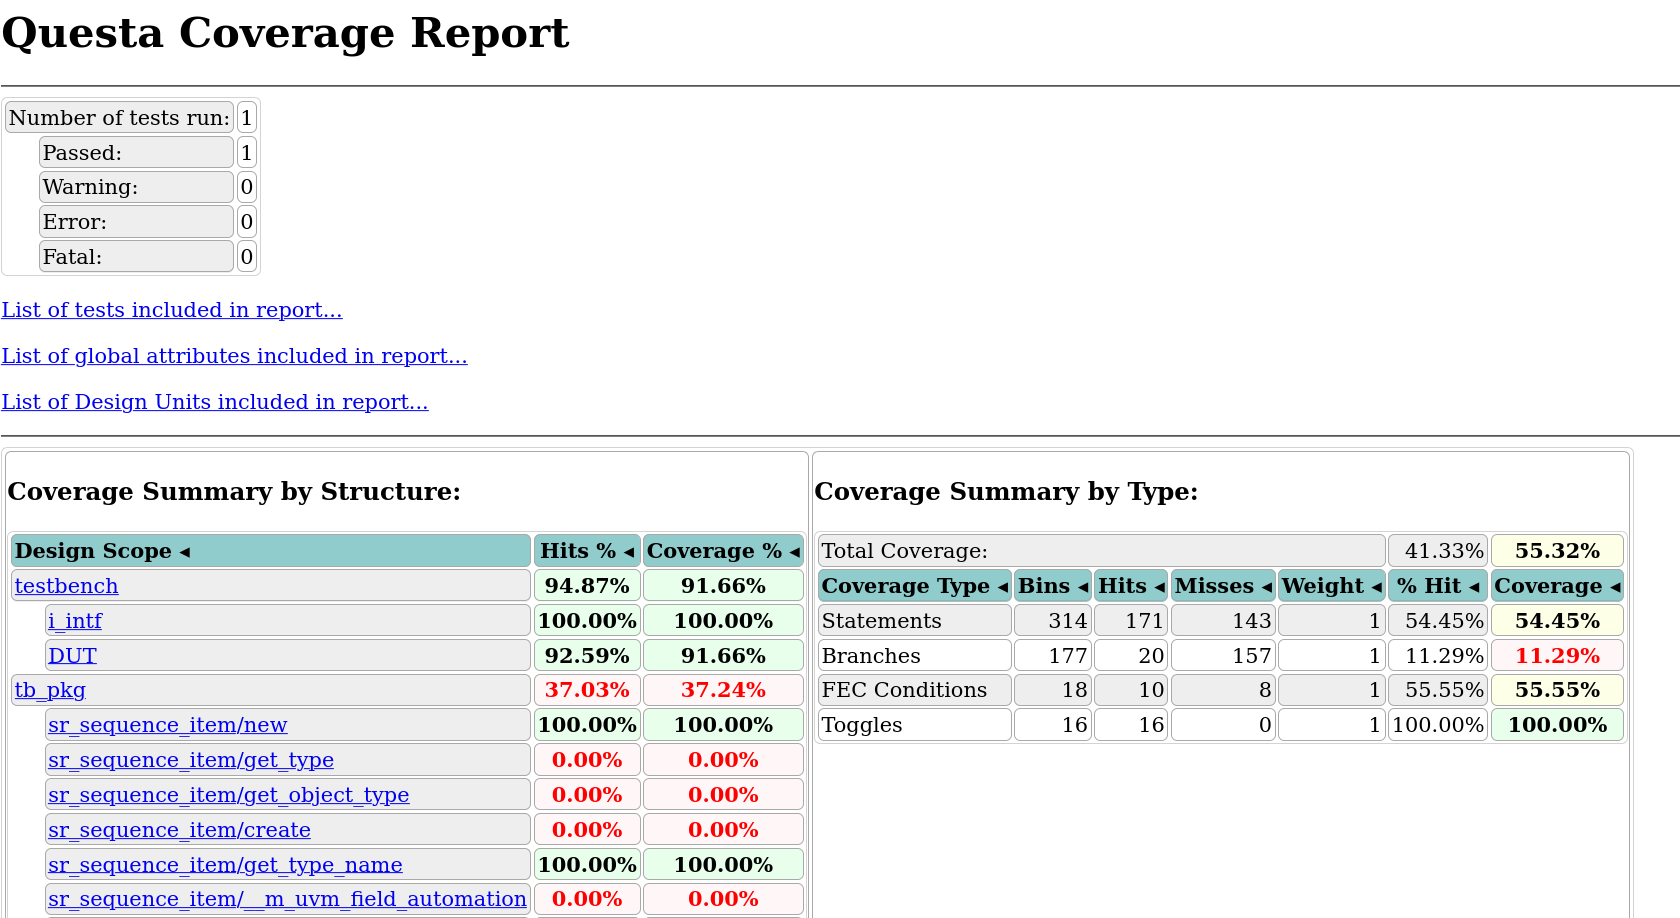 Questa Coverage Report
Number of tests run: 1
Passed: 1
Warning: 0
Error: 0
Fatal: 0
List of tests included in report...
List of global attributes included in report...
List of Design Units included in report...
Coverage Summary by Structure:
Design Scope ◂ Hits % ◂ Coverage % ◂
testbench 94.87% 91.66%
i_intf 100.00% 100.00%
DUT 92.59% 91.66%
tb_pkg 37.03% 37.24%
sr_sequence_item/new 100.00% 100.00%
sr_sequence_item/get_type 0.00% 0.00%
sr_sequence_item/get_object_type 0.00% 0.00%
sr_sequence_item/create 0.00% 0.00%
sr_sequence_item/get_type_name 100.00% 100.00%
sr_sequence_item/__m_uvm_field_automation 0.00% 0.00%
Coverage Summary by Type:
Total Coverage: 41.33% 55.32%
Coverage Type ◂ Bins ◂ Hits ◂ Misses ◂ Weight ◂ % Hit ◂ Coverage ◂
Statements 314 171 143 1 54.45% 54.45%
Branches 177 20 157 1 11.29% 11.29%
FEC Conditions 18 10 8 1 55.55% 55.55%
Toggles 16 16 0 1 100.00% 100.00%